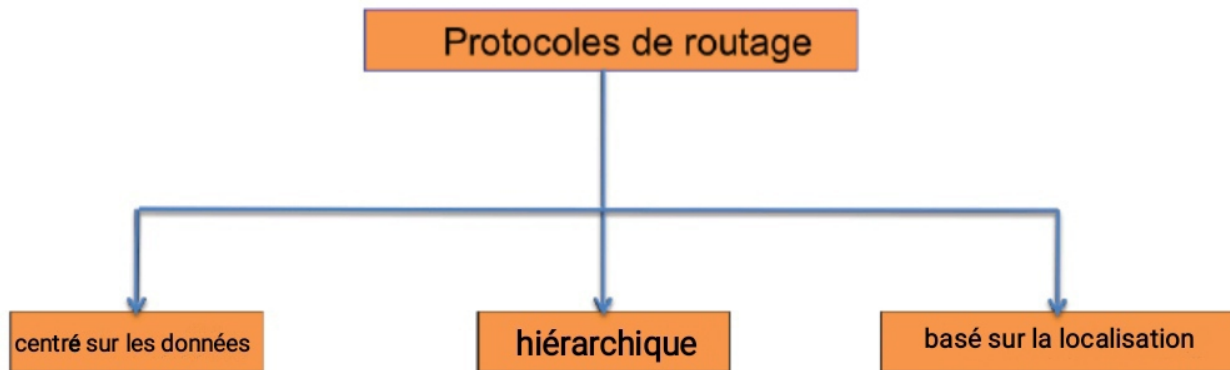 Protocoles de routage
centré sur les données
hiérarchique
basé sur la localisation